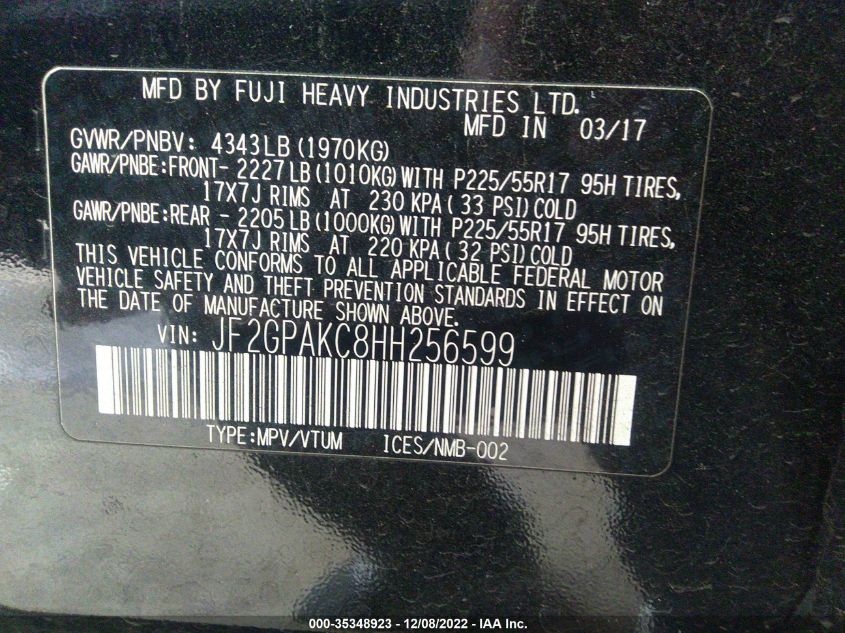 MFD BY FUJI HEAVY INDUSTRIES LTD.
MFD IN 03/17
GVWR/PNBV: 4343LB(1970KG)
GAWR/PNBE:FRONT- 2227LB(1010KG)WITH P225/55R17 95H TIRES,
17X7J RIMS AT 230 KPA( 33 PSI)COLD
GAWR/PNBE:REAR - 2205LB(1000KG)WITH P225/55R17 95H TIRES,
17X7J RIMS AT 220 KPA( 32 PSI)COLD
THIS VEHICLE CONFORMS TO ALL APPLICABLE FEDERAL MOTOR
VEHICLE SAFETY AND THEFT PREVENTION STANDARDS IN EFFECT ON
THE DATE OF MANUFACTURE SHOWN ABOVE.
VIN: JF2GPAKC8HH256599
TYPE:MPV/VTUM ICES/NMB-002
000-35348923 - 12/08/2022 - IAA Inc.